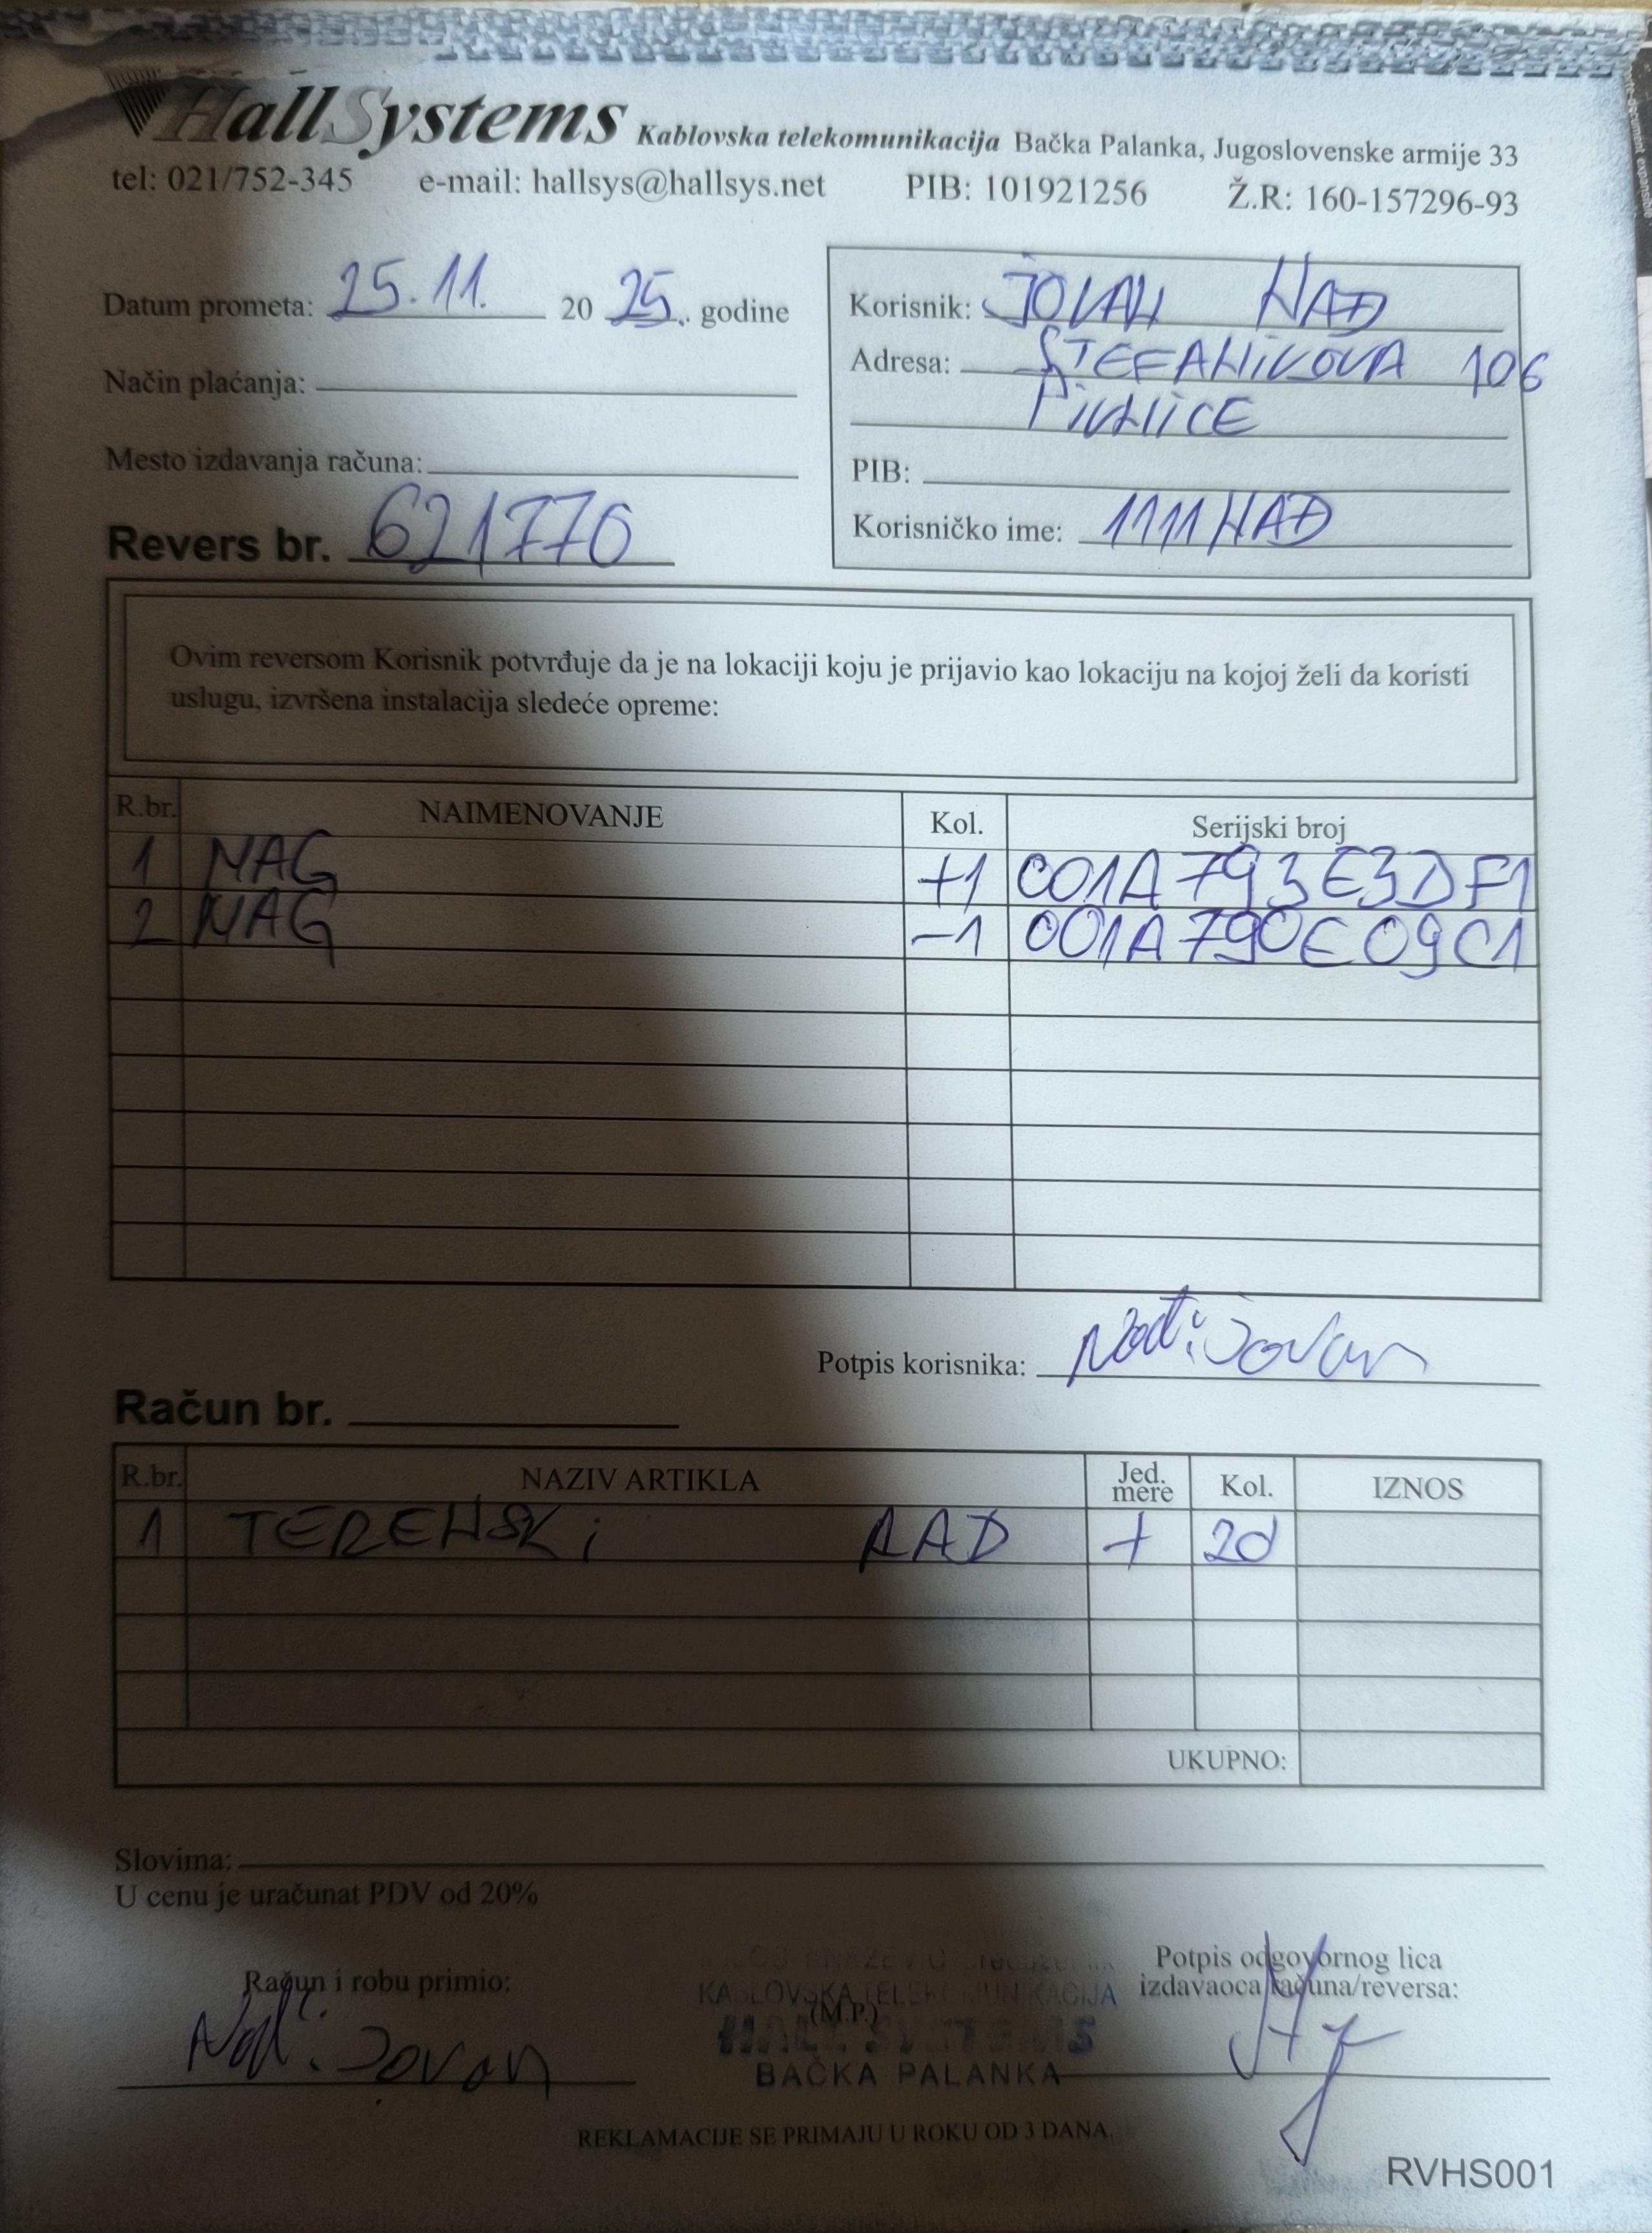 HallSystems Kablovska telekomunikacija Bačka Palanka, Jugoslovenske armije 33
tel: 021/752-345 e-mail: hallsys@hallsys.net PIB: 101921256 Ž.R: 160-157296-93
Datum prometa: 25.11. 20 25. godine
Način plaćanja:
Mesto izdavanja računa:
Revers br. 621770
Korisnik: JOVAN NAĐ
Adresa: ŠTEFANIKOVA 106
PIVNICE
PIB:
Korisničko ime: 1111NAĐ
Ovim reversom Korisnik potvrđuje da je na lokaciji koju je prijavio kao lokaciju na kojoj želi da koristi
uslugu, izvršena instalacija sledeće opreme:
R.br. NAIMENOVANJE Kol. Serijski broj
1 MAG +1 001A793E3DF1
2 MAG -1 001A790E09C1
Potpis korisnika: Nađ Jovan
Račun br.
R.br. NAZIV ARTIKLA Jed. mere Kol. IZNOS
1 TERENSKI RAD +
UKUPNO:
Slovima:
U cenu je uračunat PDV od 20%
Račun i robu primio:
Nađ Jovan
KABLOVSKA TELEKOMUNIKACIJA
(M.P.)
HALL SYSTEMS
BAČKA PALANKA
Potpis odgovornog lica
izdavaoca računa/reversa:
REKLAMACIJE SE PRIMAJU U ROKU OD 3 DANA.
RVHS001